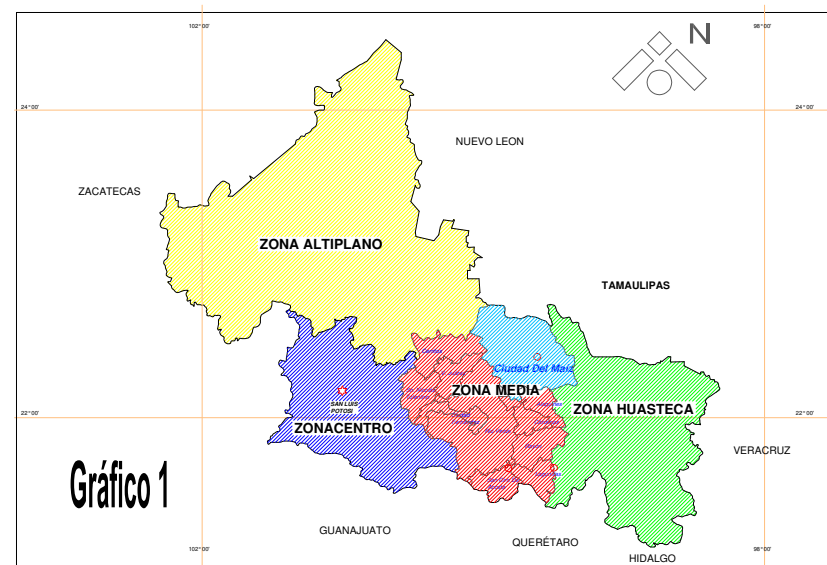 102°00'
98°00'
N
24°00'
24°00'
NUEVO LEON
ZACATECAS
ZONA ALTIPLANO
TAMAULIPAS
Ciudad Del Maíz
ZONA MEDIA
SAN LUIS
POTOSI
ZONA HUASTECA
22°00'
22°00'
ZONACENTRO
VERACRUZ
Gráfico 1
GUANAJUATO
QUERÉTARO
HIDALGO
102°00'
98°00'